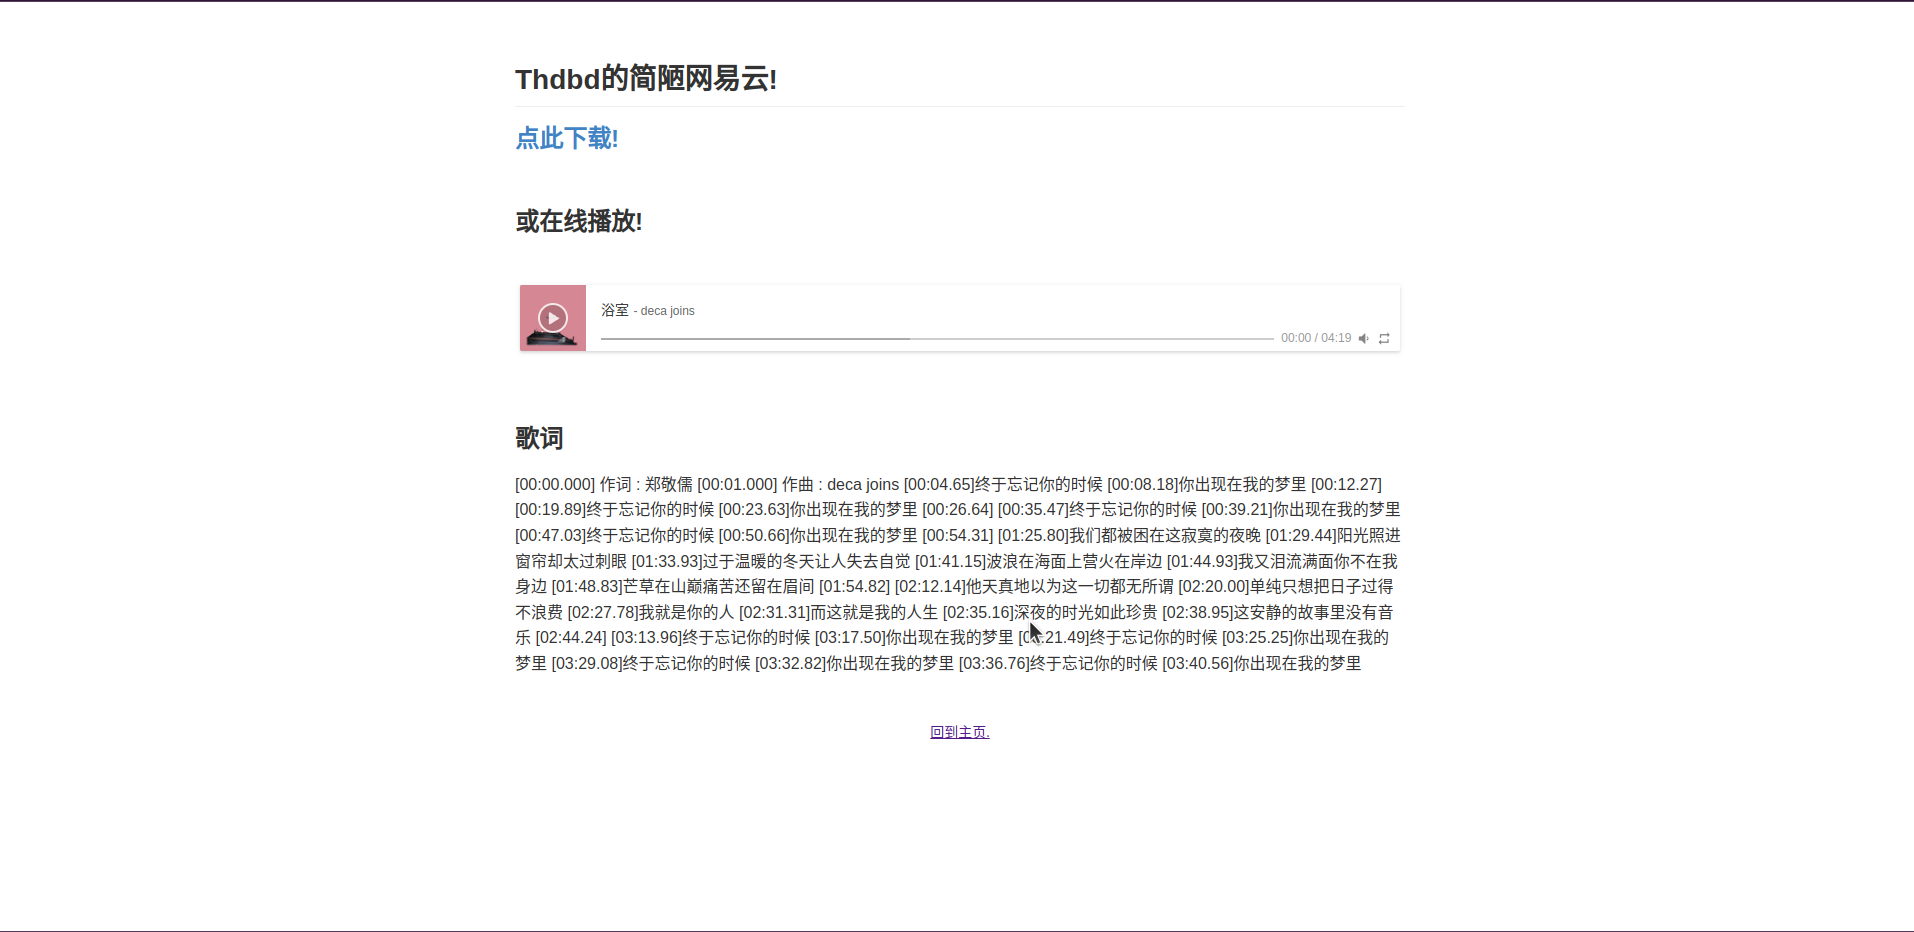 Thdbd的简陋网易云!
点此下载!
或在线播放!
浴室 - deca joins
00:00 / 04:19
歌词
[00:00.000] 作词 : 郑敬儒 [00:01.000] 作曲 : deca joins [00:04.65]终于忘记你的时候 [00:08.18]你出现在我的梦里 [00:12.27]
[00:19.89]终于忘记你的时候 [00:23.63]你出现在我的梦里 [00:26.64] [00:35.47]终于忘记你的时候 [00:39.21]你出现在我的梦里
[00:47.03]终于忘记你的时候 [00:50.66]你出现在我的梦里 [00:54.31] [01:25.80]我们都被困在这寂寞的夜晚 [01:29.44]阳光照进
窗帘却太过刺眼 [01:33.93]过于温暖的冬天让人失去自觉 [01:41.15]波浪在海面上营火在岸边 [01:44.93]我又泪流满面你不在我
身边 [01:48.83]芒草在山巅痛苦还留在眉间 [01:54.82] [02:12.14]他天真地以为这一切都无所谓 [02:20.00]单纯只想把日子过得
不浪费 [02:27.78]我就是你的人 [02:31.31]而这就是我的人生 [02:35.16]深夜的时光如此珍贵 [02:38.95]这安静的故事里没有音
乐 [02:44.24] [03:13.96]终于忘记你的时候 [03:17.50]你出现在我的梦里 [0 :21.49]终于忘记你的时候 [03:25.25]你出现在我的
梦里 [03:29.08]终于忘记你的时候 [03:32.82]你出现在我的梦里 [03:36.76]终于忘记你的时候 [03:40.56]你出现在我的梦里
回到主页.